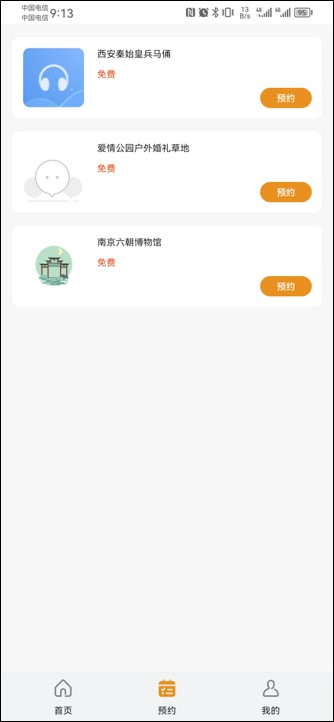 中国电信
中国电信
9:13
13 B/s
4G
4G
95
西安秦始皇兵马俑
免费
预约
爱情公园户外婚礼草地
免费
预约
南京六朝博物馆
免费
预约
首页
预约
我的